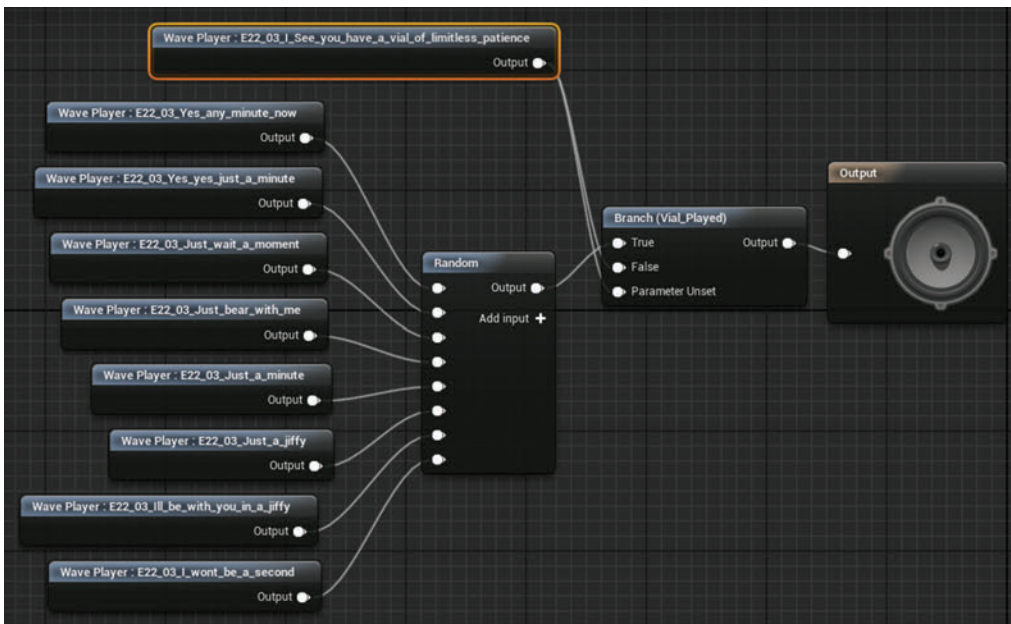 Wave Player : E22_03_I_See_you_have_a_vial_of_limitless_patience
Output
Wave Player : E22_03_Yes_any_minute_now
Output
Wave Player : E22_03_Yes_yes_just_a_minute
Output
Wave Player : E22_03_Just_wait_a_moment
Output
Wave Player : E22_03_Just_bear_with_me
Output
Wave Player : E22_03_Just_a_minute
Output
Wave Player : E22_03_Just_a_jiffy
Output
Wave Player : E22_03_Ill_be_with_you_in_a_jiffy
Output
Wave Player : E22_03_I_wont_be_a_second
Output
Random
Output
Add input +
Branch (Vial_Played)
True Output
False
Parameter Unset
Output